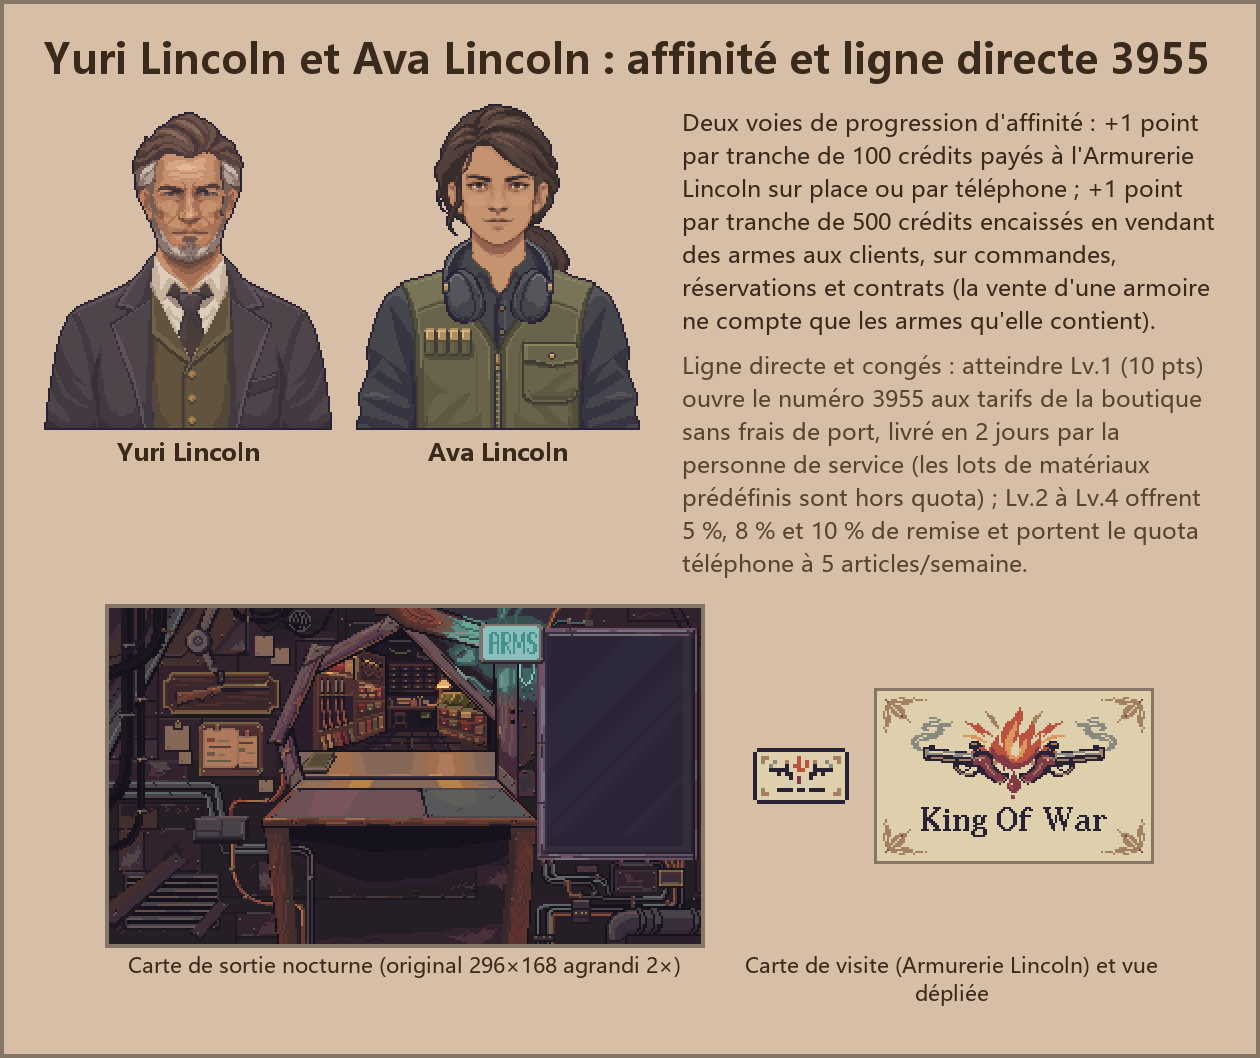 Yuri Lincoln et Ava Lincoln : affinité et ligne directe 3955
Deux voies de progression d'affinité : +1 point
par tranche de 100 crédits payés à l'Armurerie
Lincoln sur place ou par téléphone ; +1 point
par tranche de 500 crédits encaissés en vendant
des armes aux clients, sur commandes,
réservations et contrats (la vente d'une armoire
ne compte que les armes qu'elle contient).
Ligne directe et congés : atteindre Lv.1 (10 pts)
ouvre le numéro 3955 aux tarifs de la boutique
sans frais de port, livré en 2 jours par la
personne de service (les lots de matériaux
prédéfinis sont hors quota) ; Lv.2 à Lv.4 offrent
5 %, 8 % et 10 % de remise et portent le quota
téléphone à 5 articles/semaine.
Yuri Lincoln
Ava Lincoln
ARMS
King Of War
Carte de sortie nocturne (original 296×168 agrandi 2×)
Carte de visite (Armurerie Lincoln) et vue
dépliée